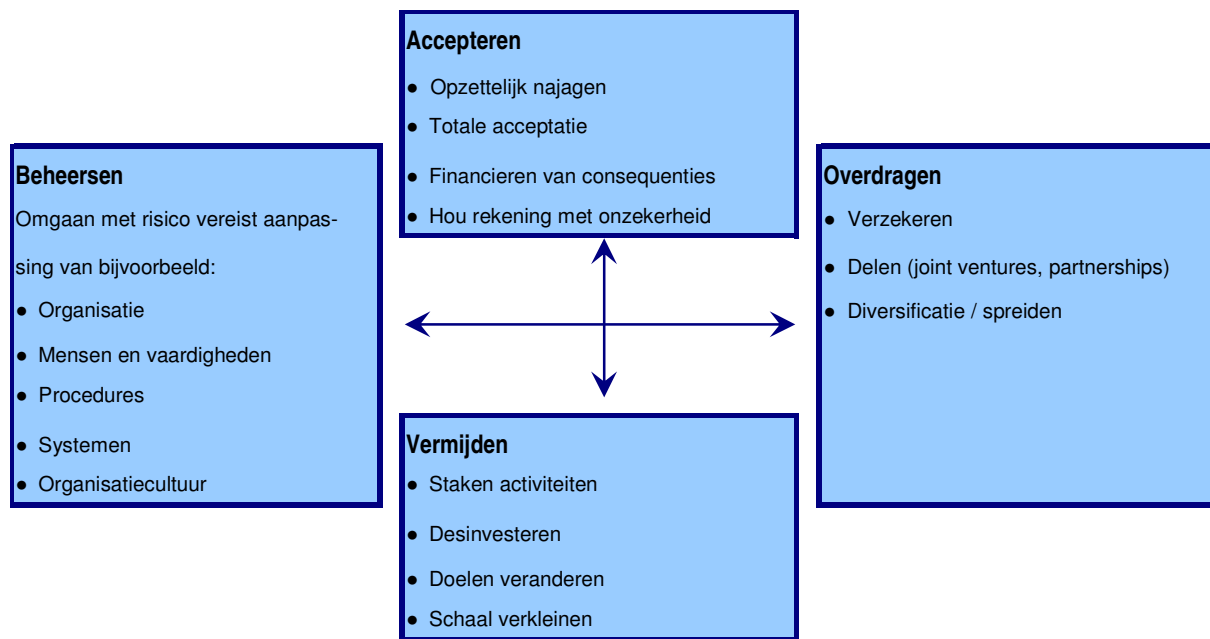 Accepteren
● Opzettelijk najagen
● Totale acceptatie
● Financieren van consequenties
● Hou rekening met onzekerheid
Beheersen
Omgaan met risico vereist aanpas-
sing van bijvoorbeeld:
● Organisatie
● Mensen en vaardigheden
● Procedures
● Systemen
● Organisatiecultuur
Overdragen
● Verzekeren
● Delen (joint ventures, partnerships)
● Diversificatie / spreiden
Vermijden
● Staken activiteiten
● Desinvesteren
● Doelen veranderen
● Schaal verkleinen